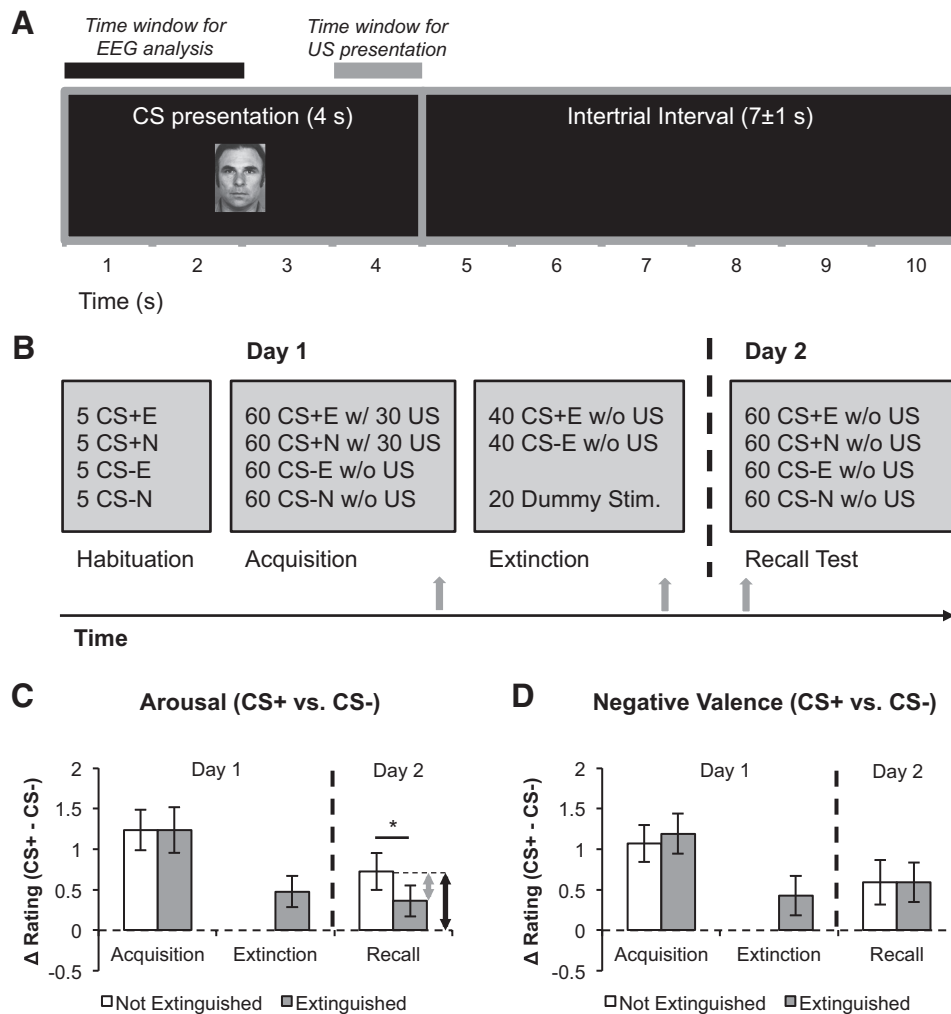 A
Time window for
EEG analysis
Time window for
US presentation
CS presentation (4 s)
Intertrial Interval (7±1 s)
1 2 3 4 5 6 7 8 9 10
Time (s)
B
Day 1
Day 2
5 CS+E
5 CS+N
5 CS-E
5 CS-N
60 CS+E w/ 30 US
60 CS+N w/ 30 US
60 CS-E w/o US
60 CS-N w/o US
40 CS+E w/o US
40 CS-E w/o US
20 Dummy Stim.
60 CS+E w/o US
60 CS+N w/o US
60 CS-E w/o US
60 CS-N w/o US
Habituation
Acquisition
Extinction
Recall Test
Time
C
Arousal (CS+ vs. CS-)
Δ Rating (CS+ - CS-)
2
1.5
1
0.5
0
-0.5
Day 1
Day 2
*
Acquisition
Extinction
Recall
Not Extinguished
Extinguished
D
Negative Valence (CS+ vs. CS-)
Δ Rating (CS+ - CS-)
2
1.5
1
0.5
0
-0.5
Day 1
Day 2
Acquisition
Extinction
Recall
Not Extinguished
Extinguished